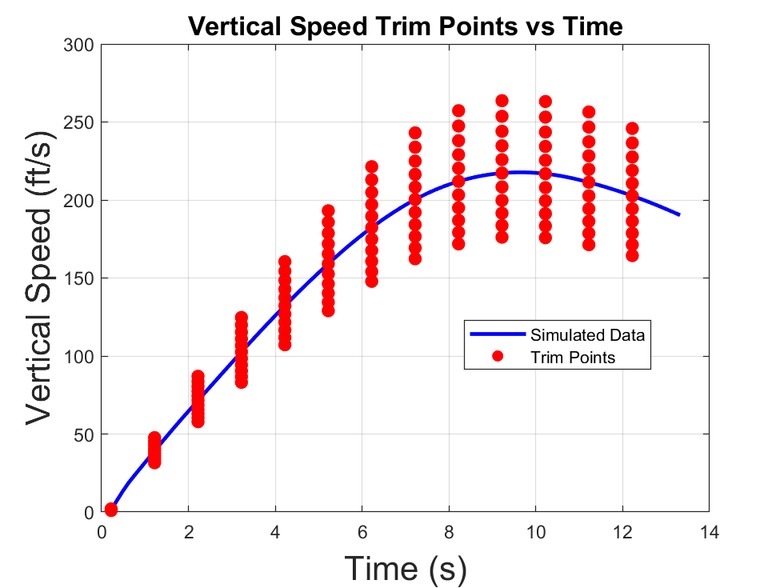 Vertical Speed Trim Points vs Time
300
250
200
150
100
50
0
Vertical Speed (ft/s)
Simulated Data
Trim Points
0 2 4 6 8 10 12 14
Time (s)